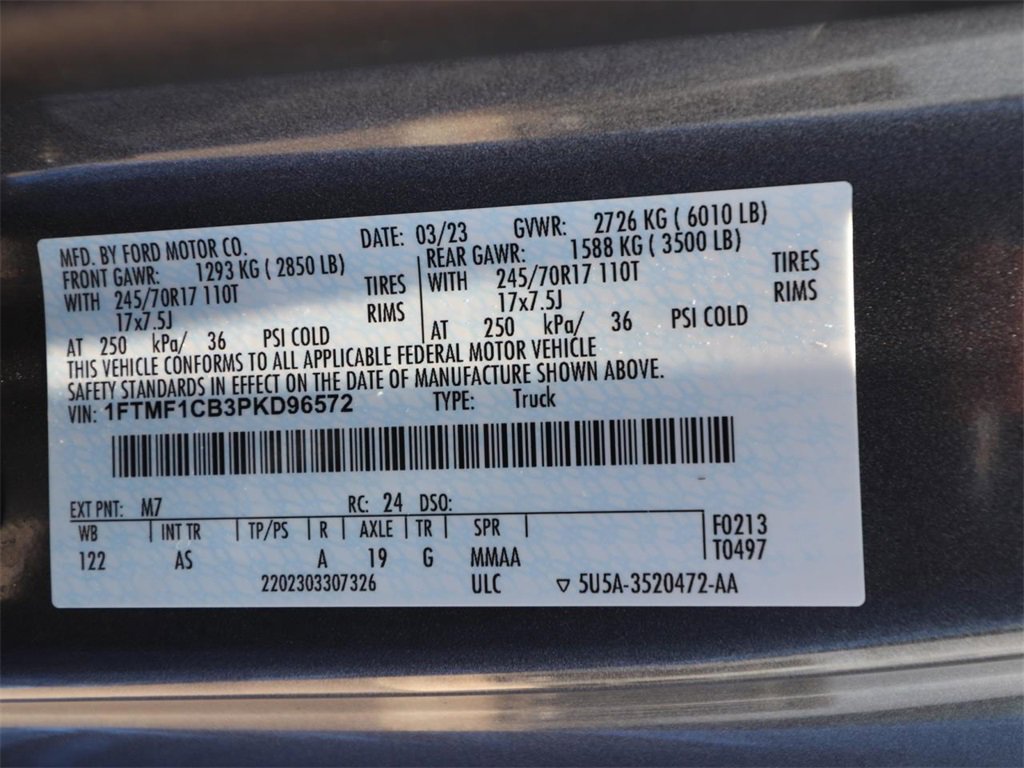 MFD. BY FORD MOTOR CO. DATE: 03/23 GVWR: 2726 KG ( 6010 LB)
FRONT GAWR: 1293 KG ( 2850 LB) REAR GAWR: 1588 KG ( 3500 LB)
WITH 245/70R17 110T TIRES WITH 245/70R17 110T TIRES
17x7.5J RIMS 17x7.5J RIMS
AT 250 kPa/ 36 PSI COLD AT 250 kPa/ 36 PSI COLD
THIS VEHICLE CONFORMS TO ALL APPLICABLE FEDERAL MOTOR VEHICLE
SAFETY STANDARDS IN EFFECT ON THE DATE OF MANUFACTURE SHOWN ABOVE.
VIN: 1FTMF1CB3PKD96572 TYPE: Truck
EXT PNT: M7 RC: 24 DSO:
WB INT TR TP/PS R AXLE TR SPR F0213
122 AS A 19 G MMAA T0497
2202303307326 ULC ▽ 5U5A-3520472-AA